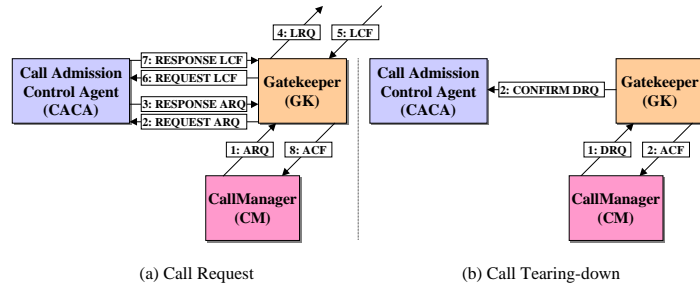 4: LRQ
5: LCF
7: RESPONSE LCF
6: REQUEST LCF
Call Admission
Control Agent
(CACA)
3: RESPONSE ARQ
2: REQUEST ARQ
Gatekeeper
(GK)
1: ARQ
8: ACF
CallManager
(CM)
(a) Call Request
Call Admission
Control Agent
(CACA)
2: CONFIRM DRQ
Gatekeeper
(GK)
1: DRQ
2: ACF
CallManager
(CM)
(b) Call Tearing-down